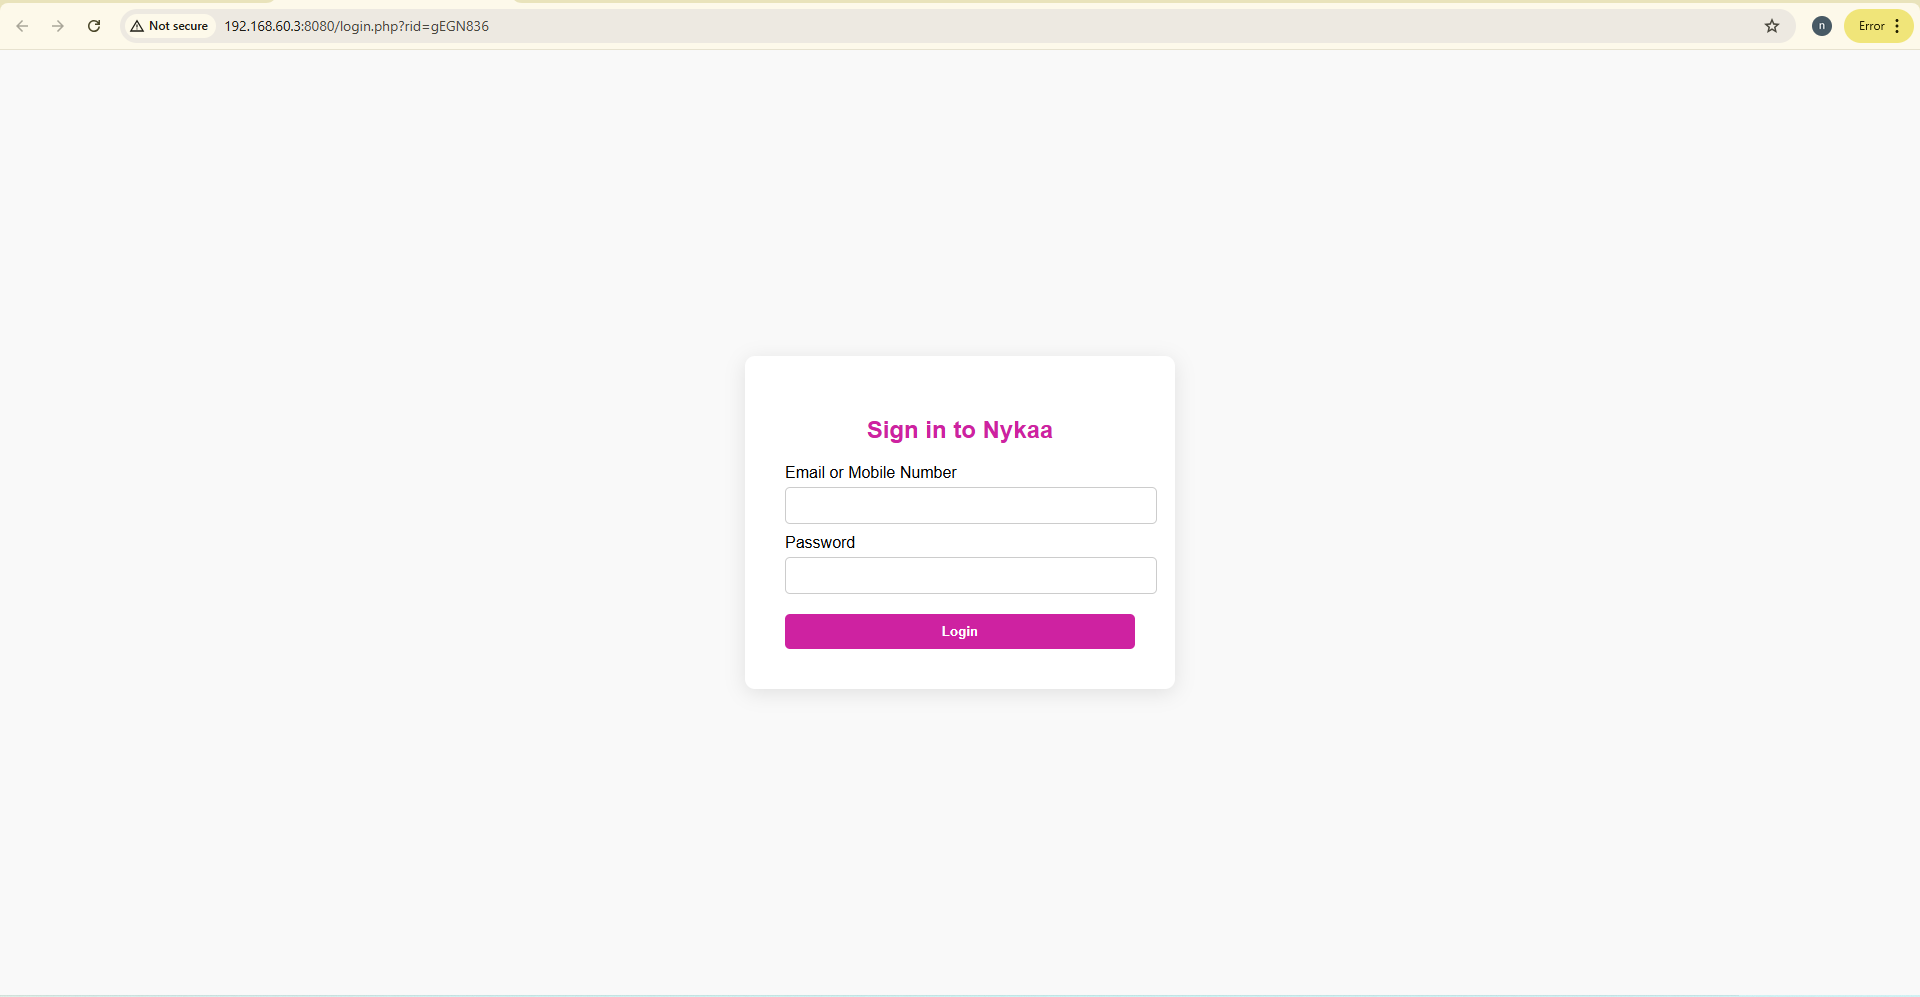 Not secure 192.168.60.3:8080/login.php?rid=gEGN836 n Error
Sign in to Nykaa
Email or Mobile Number
Password
Login